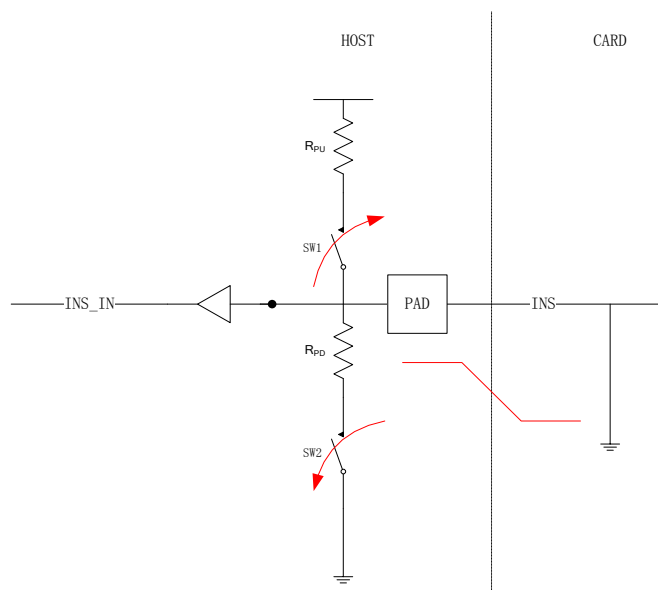 HOST
CARD
RPU
SW1
INS_IN
PAD
INS
RPD
SW2